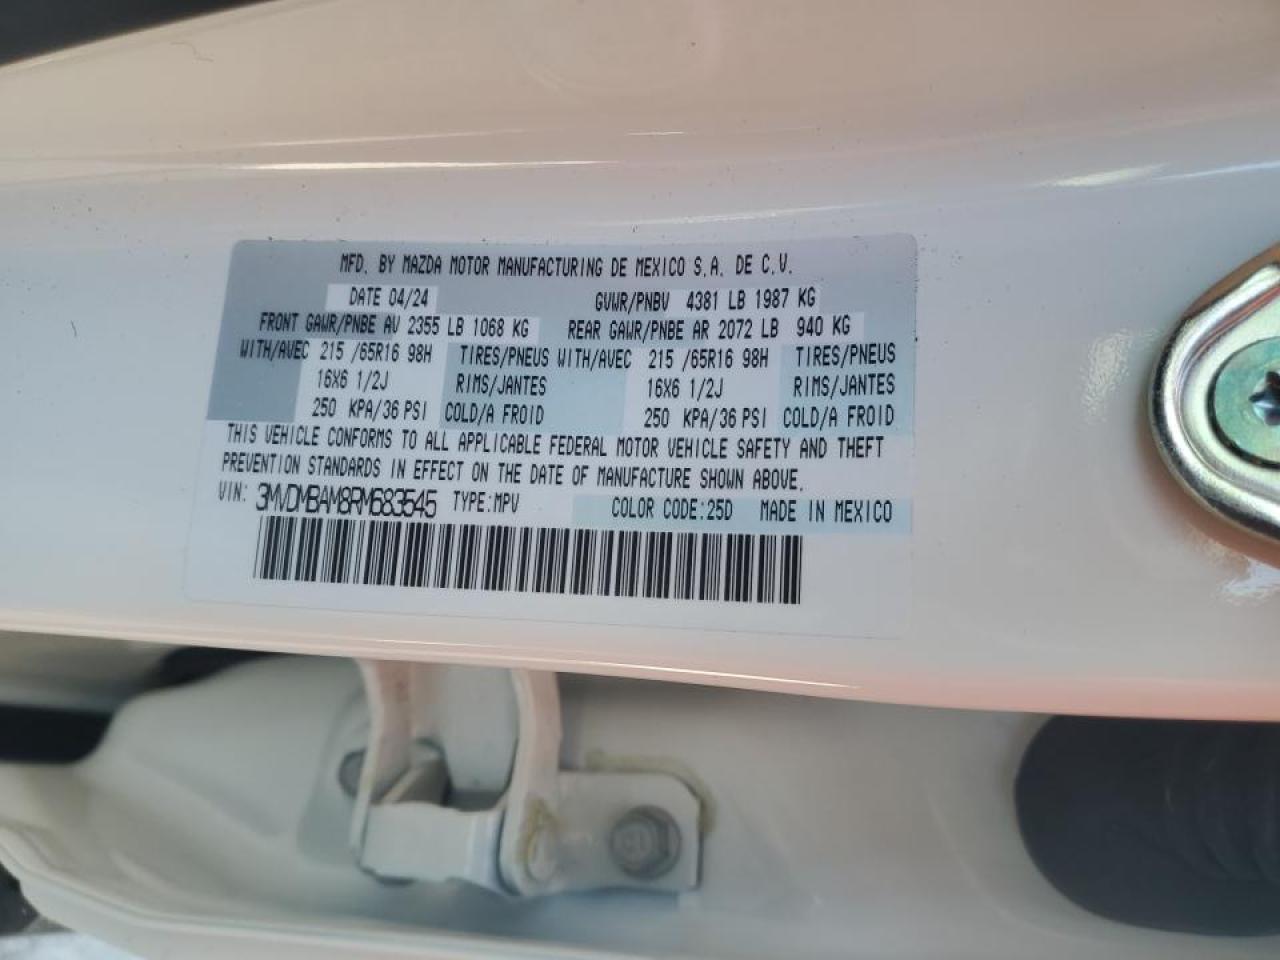 MFD. BY MAZDA MOTOR MANUFACTURING DE MEXICO S.A. DE C.V.
DATE 04/24 GVWR/PNBV 4381 LB 1987 KG
FRONT GAWR/PNBE AV 2355 LB 1068 KG REAR GAWR/PNBE AR 2072 LB 940 KG
WITH/AVEC 215 /65R16 98H TIRES/PNEUS WITH/AVEC 215 /65R16 98H TIRES/PNEUS
16X6 1/2J RIMS/JANTES 16X6 1/2J RIMS/JANTES
250 KPA/36 PSI COLD/A FROID 250 KPA/36 PSI COLD/A FROID
THIS VEHICLE CONFORMS TO ALL APPLICABLE FEDERAL MOTOR VEHICLE SAFETY AND THEFT
PREVENTION STANDARDS IN EFFECT ON THE DATE OF MANUFACTURE SHOWN ABOVE.
VIN: 3MVDMBAM8RM683545 TYPE:MPV COLOR CODE:25D MADE IN MEXICO